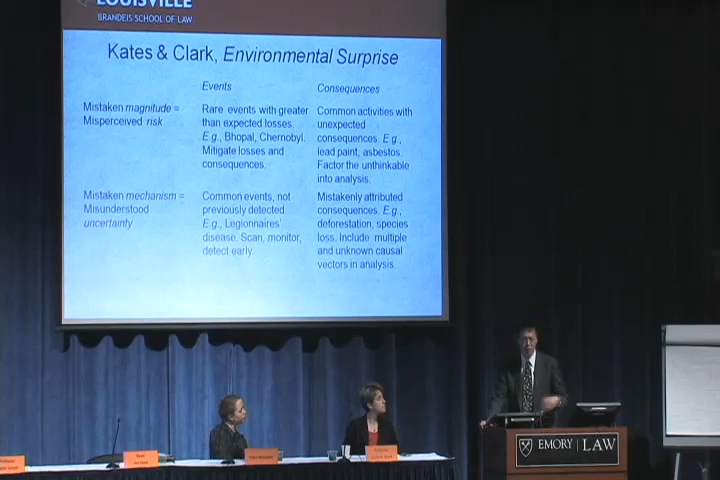 LOUISVILLE
BRANDEIS SCHOOL OF LAW
Kates & Clark, Environmental Surprise
Events
Consequences
Mistaken magnitude =
Misperceived risk
Rare events with greater
than expected losses.
E.g., Bhopal, Chernobyl.
Mitigate losses and
consequences.
Common activities with
unexpected
consequences. E.g.,
lead paint, asbestos.
Factor the unthinkable
into analysis.
Mistaken mechanism =
Misunderstood
uncertainty
Common events, not
previously detected.
E.g., Legionnaires'
disease. Scan, monitor,
detect early.
Mistakenly attributed
consequences. E.g.,
deforestation, species
loss. Include multiple
and unknown causal
vectors in analysis.
EMORY | LAW